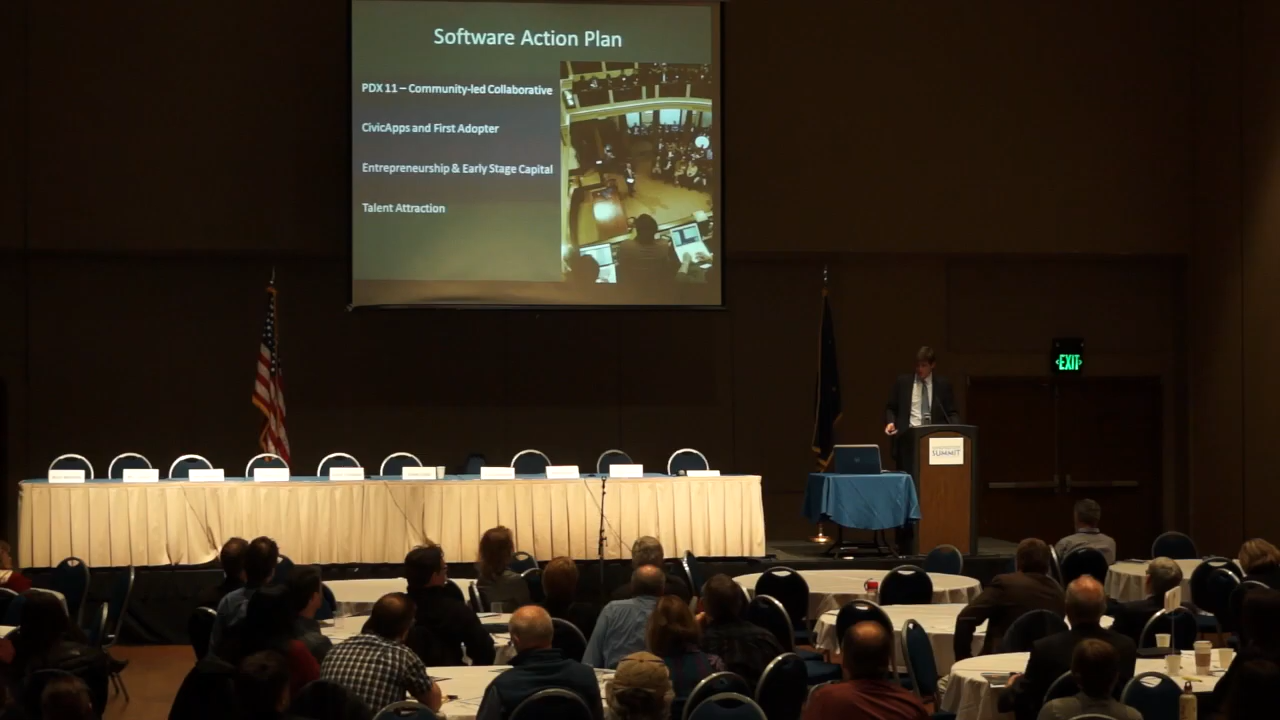 Software Action Plan
PDX 11 – Community-led Collaborative
CivicApps and First Adopter
Entrepreneurship & Early Stage Capital
Talent Attraction
EXIT
SUMMIT